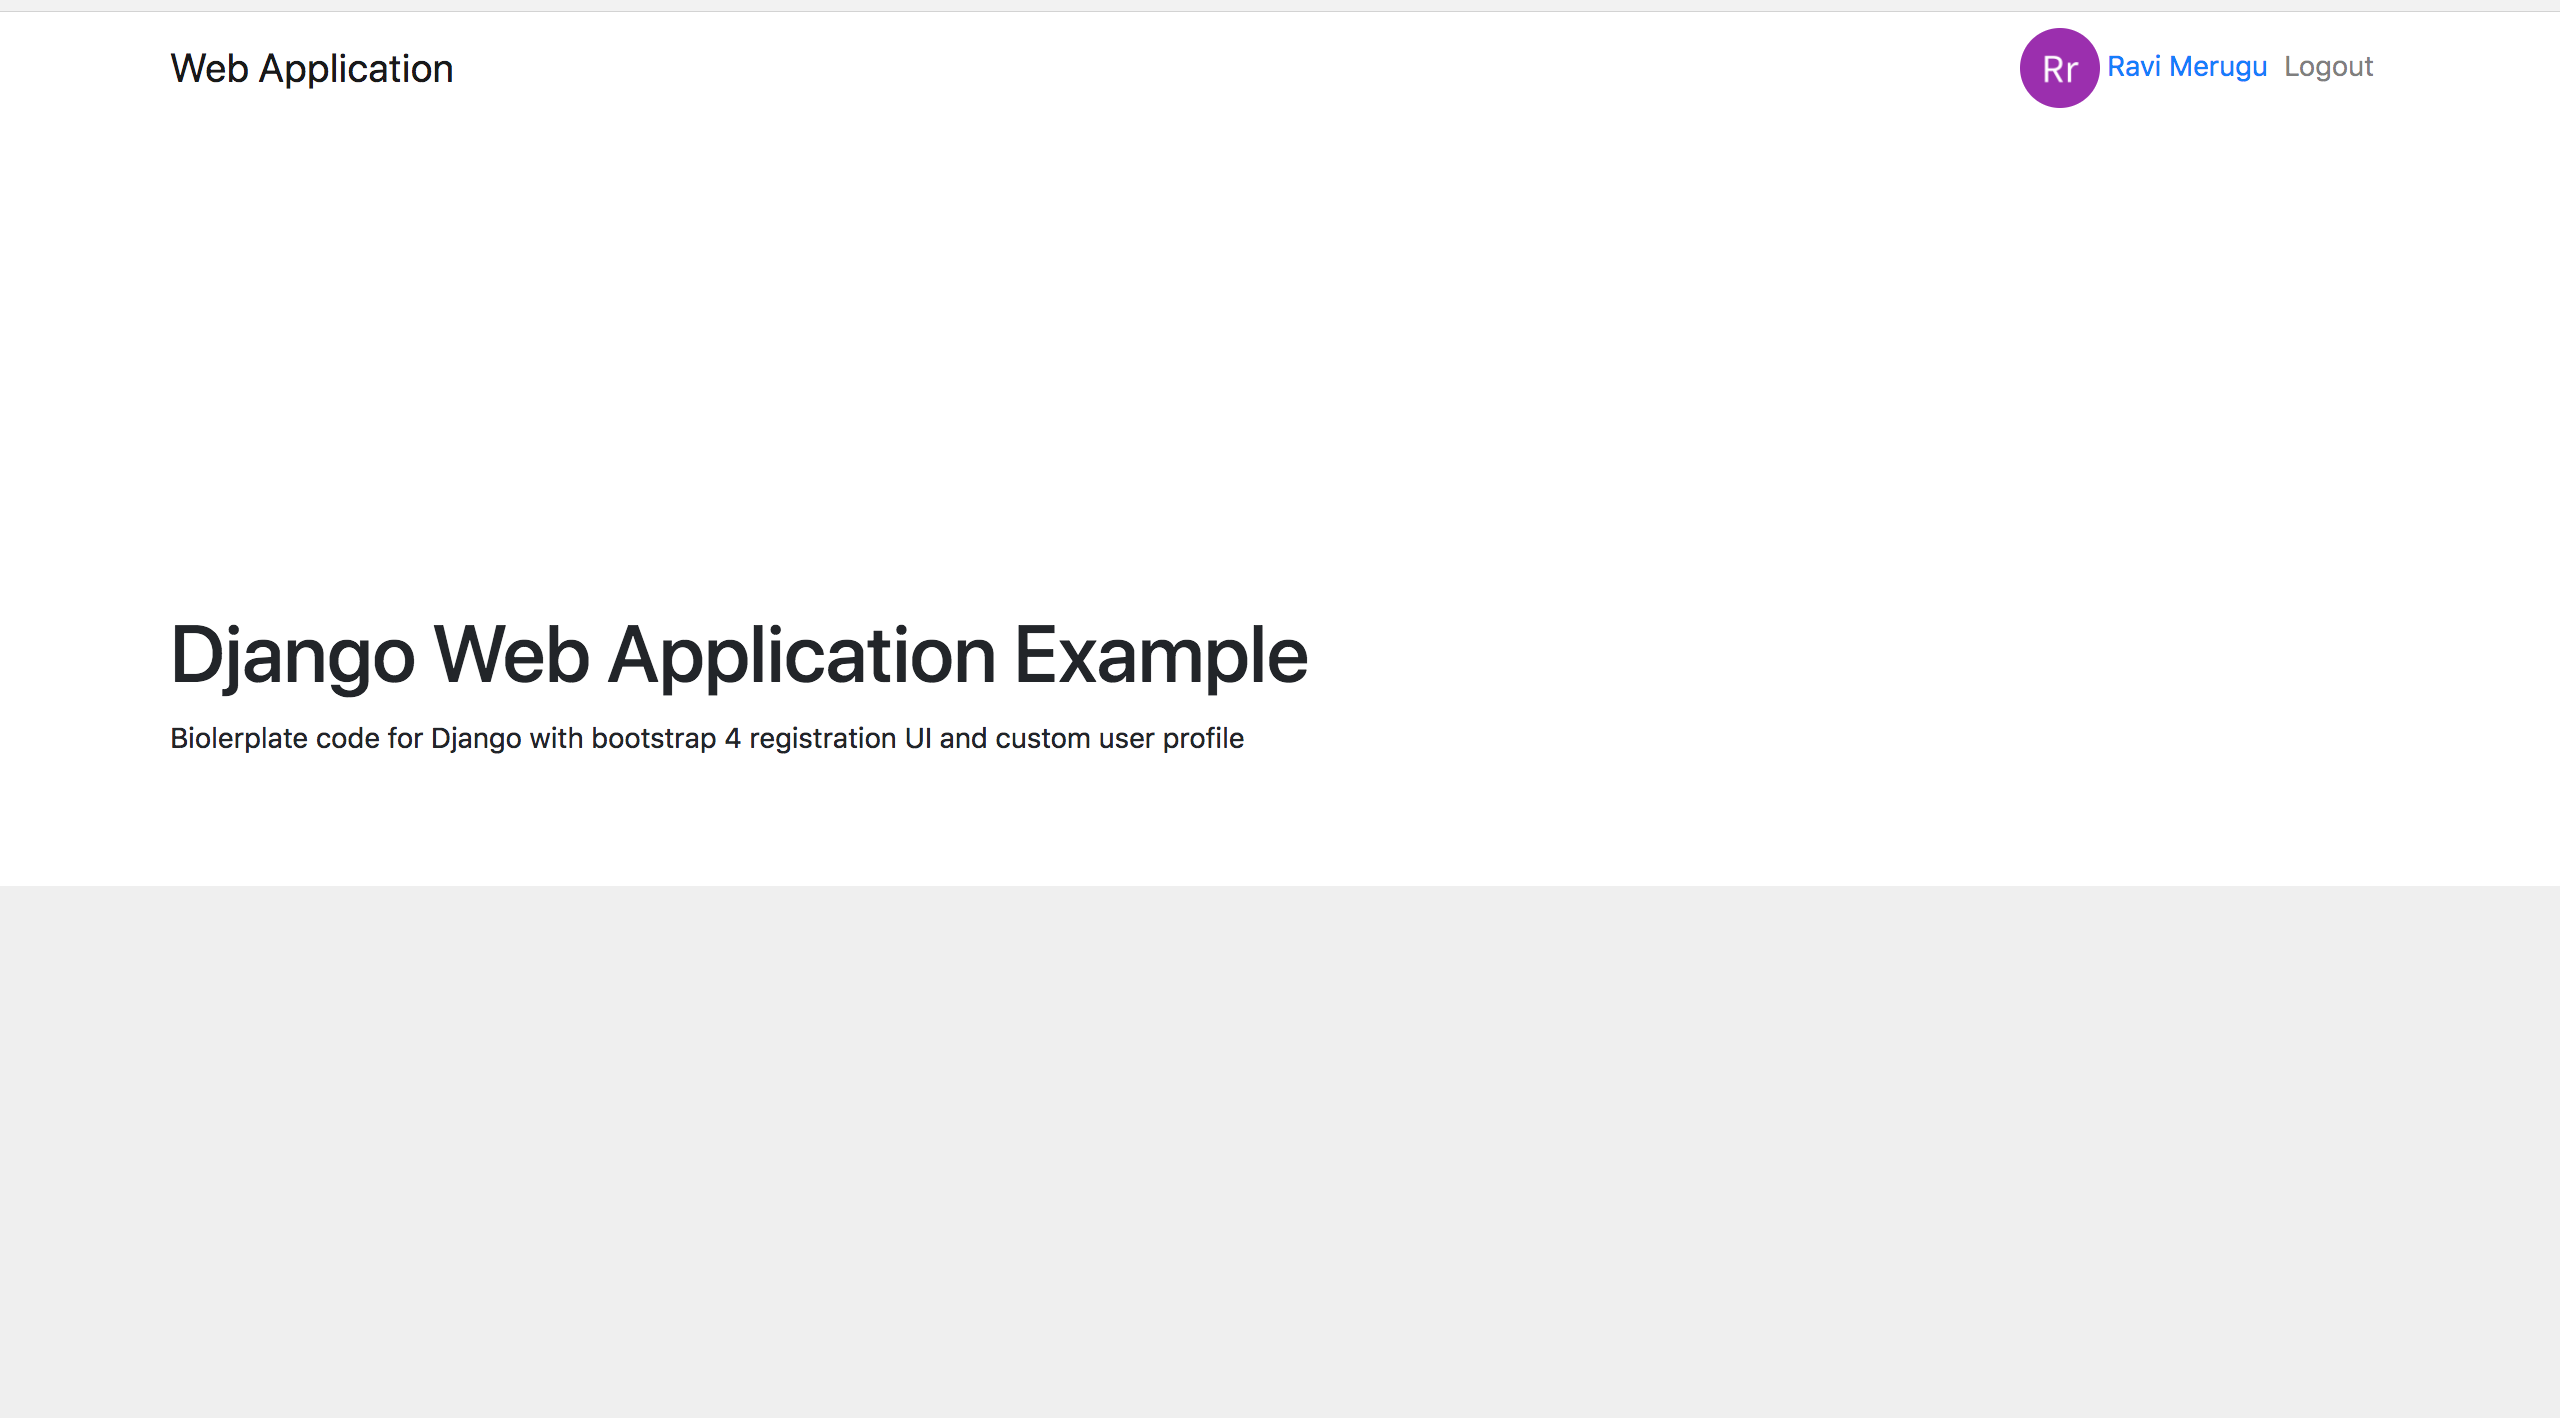 Web Application
Rr Ravi Merugu Logout
Django Web Application Example
Biolerplate code for Django with bootstrap 4 registration UI and custom user profile